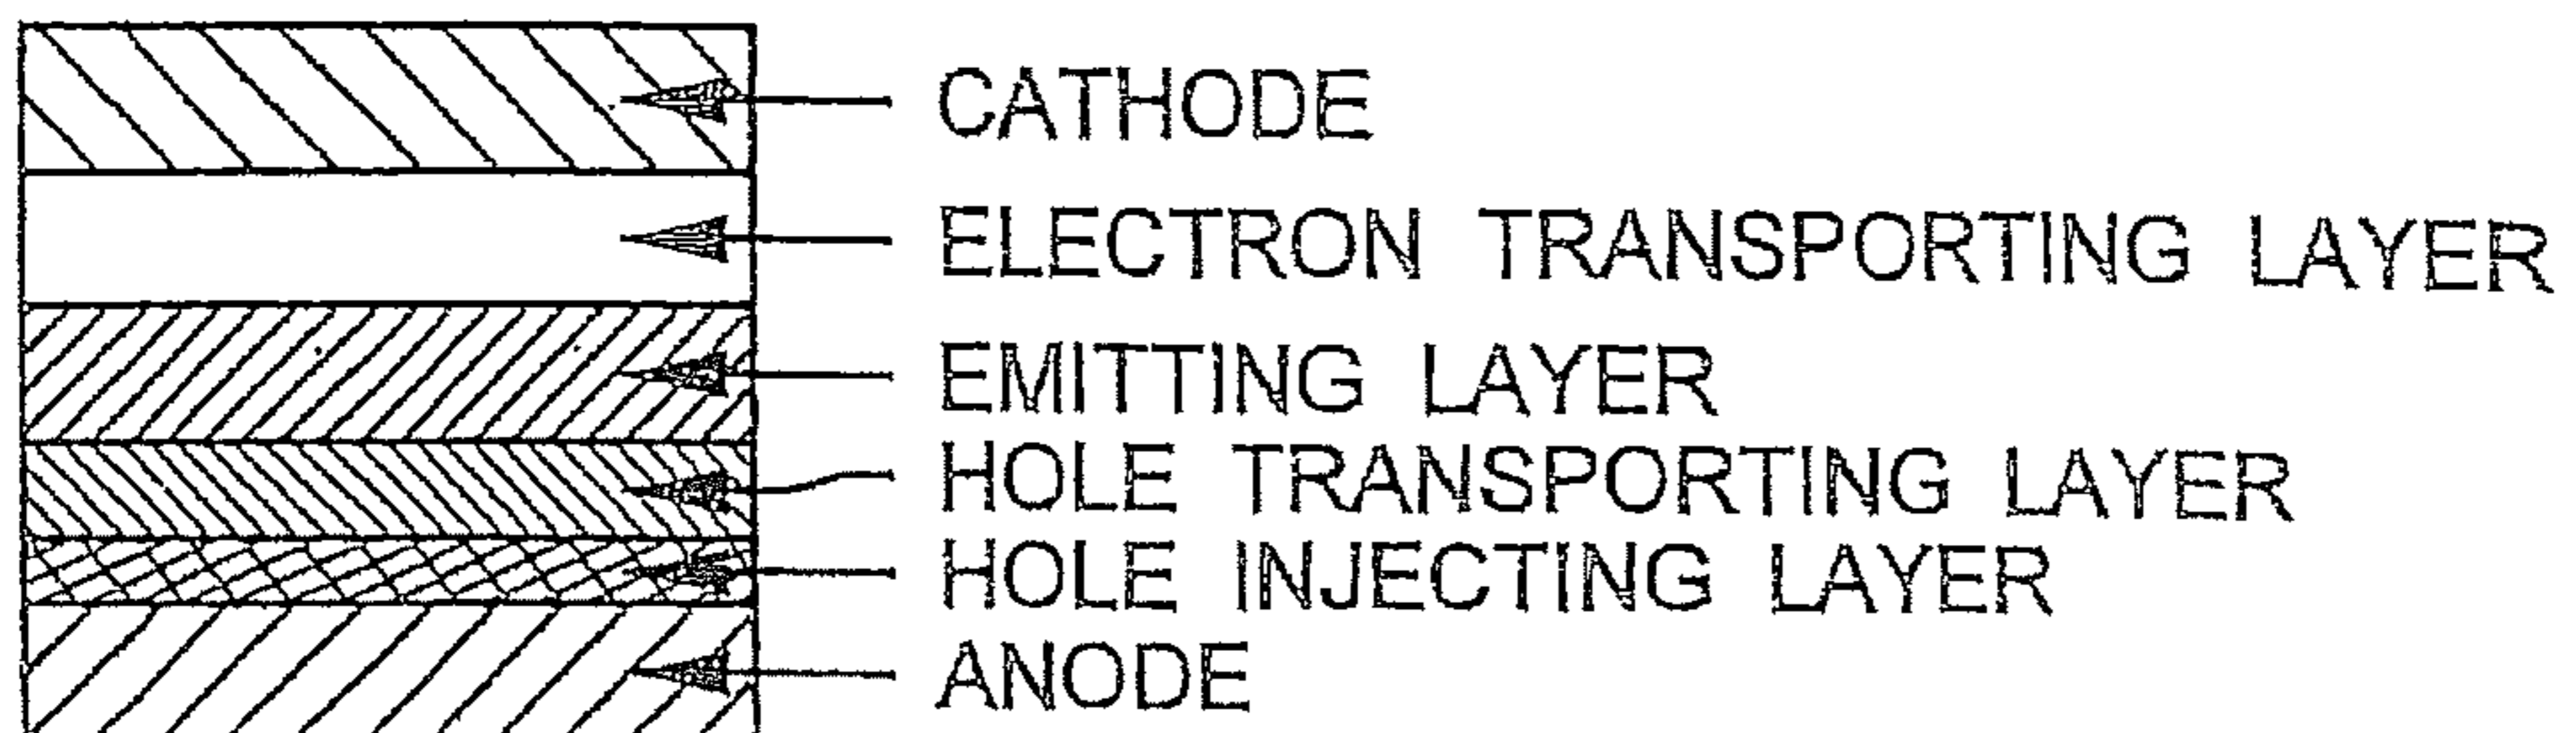 CATHODE
ELECTRON TRANSPORTING LAYER
EMITTING LAYER
HOLE TRANSPORTING LAYER
HOLE INJECTING LAYER
ANODE